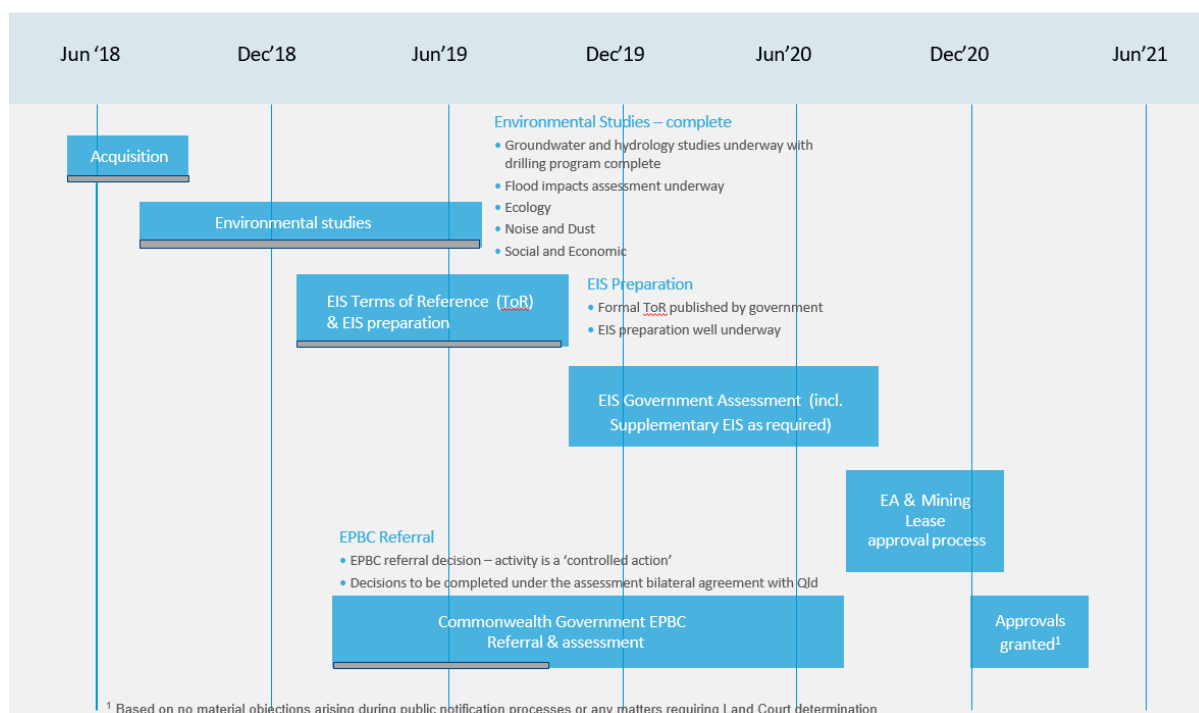 Jun ‘18 Dec’18 Jun’19 Dec’19 Jun’20 Dec’20 Jun’21
Environmental Studies – complete
• Groundwater and hydrology studies underway with
drilling program complete
• Flood impacts assessment underway
• Ecology
• Noise and Dust
• Social and Economic
Acquisition
Environmental studies
EIS Terms of Reference (ToR)
& EIS preparation
EIS Preparation
• Formal ToR published by government
• EIS preparation well underway
EIS Government Assessment (incl.
Supplementary EIS as required)
EA & Mining
Lease
approval process
EPBC Referral
• EPBC referral decision – activity is a ‘controlled action’
• Decisions to be completed under the assessment bilateral agreement with Qld
Commonwealth Government EPBC
Referral & assessment
Approvals
granted¹
¹ Based on no material objections arising during public notification processes or any matters requiring Land Court determination